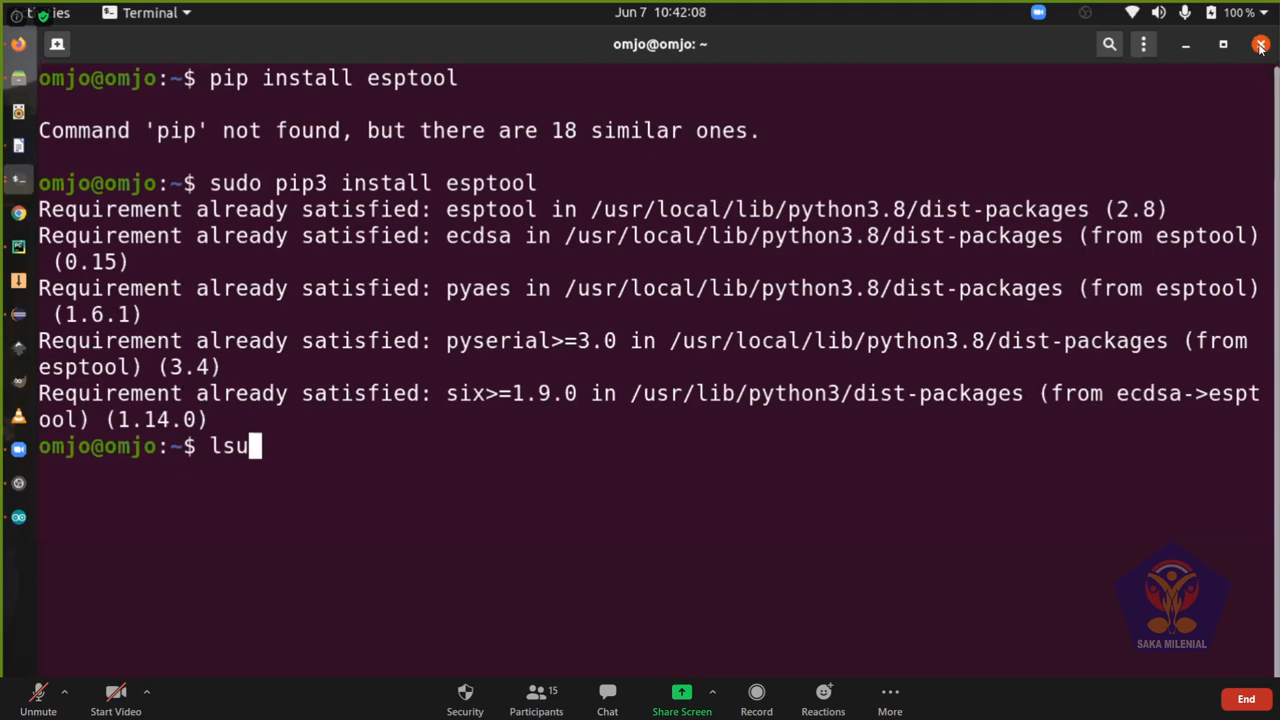 Terminal
Jun 7 10:42:08
100 %
omjo@omjo: ~
omjo@omjo:~$ pip install esptool
Command 'pip' not found, but there are 18 similar ones.
omjo@omjo:~$ sudo pip3 install esptool
Requirement already satisfied: esptool in /usr/local/lib/python3.8/dist-packages (2.8)
Requirement already satisfied: ecdsa in /usr/local/lib/python3.8/dist-packages (from esptool)
(0.15)
Requirement already satisfied: pyaes in /usr/local/lib/python3.8/dist-packages (from esptool)
(1.6.1)
Requirement already satisfied: pyserial>=3.0 in /usr/local/lib/python3.8/dist-packages (from
esptool) (3.4)
Requirement already satisfied: six>=1.9.0 in /usr/lib/python3/dist-packages (from ecdsa->espt
ool) (1.14.0)
omjo@omjo:~$ lsu
SAKA MILENIAL
15
Unmute
Start Video
Security
Participants
Chat
Share Screen
Record
Reactions
More
End